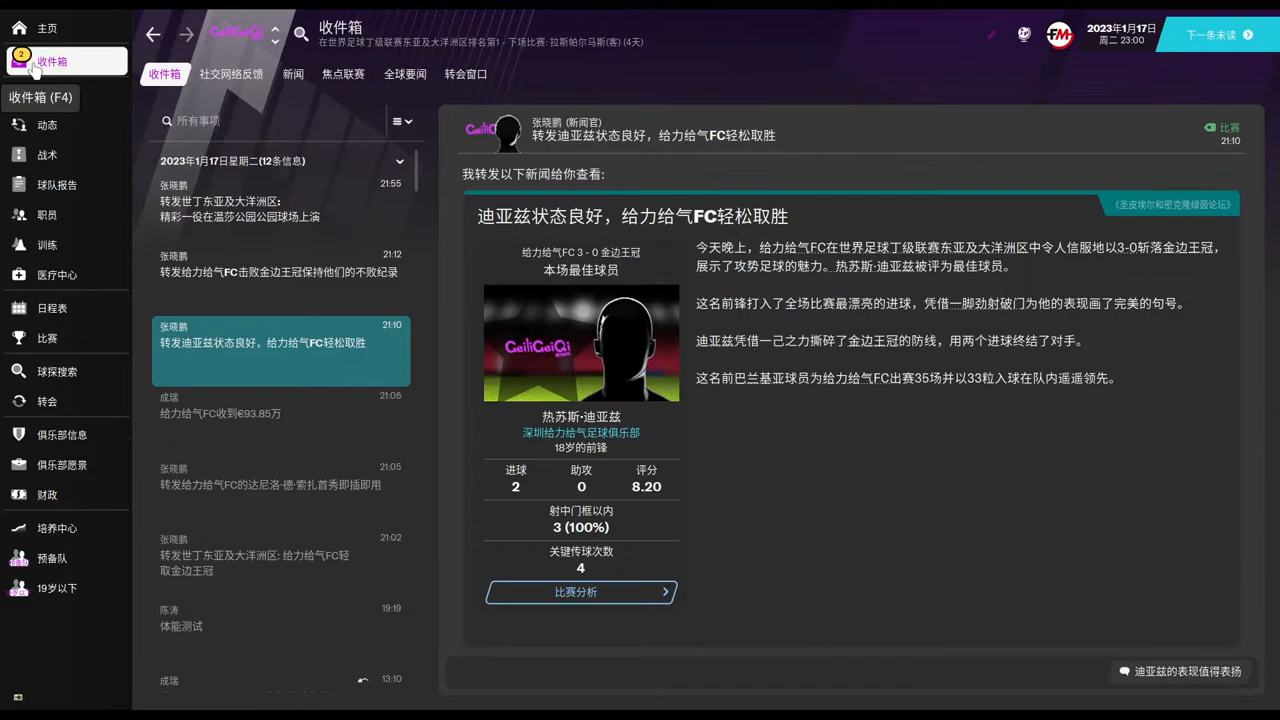 主页
2
收件箱
收件箱 (F4)
动态
战术
球队报告
职员
训练
医疗中心
日程表
比赛
球探搜索
转会
俱乐部信息
俱乐部愿景
财政
培养中心
预备队
19岁以下
GeiliGeiQi
收件箱
在世界足球丁级联赛东亚及大洋洲区排名第1 - 下场比赛: 拉斯帕尔马斯(客) (4天)
FM
2023年1月17日
周二 23:00
下一条未读
收件箱
社交网络反馈
新闻
焦点联赛
全球要闻
转会窗口
所有事项
2023年1月17日星期二(12条信息)
张晓鹏 21:55
转发世丁东亚及大洋洲区:
精彩一役在温莎公园公园球场上演
张晓鹏 21:12
转发给力给气FC击败金边王冠保持他们的不败纪录
张晓鹏 21:10
转发迪亚兹状态良好，给力给气FC轻松取胜
成瑞 21:06
给力给气FC收到€93.85万
张晓鹏 21:05
转发给力给气FC的达尼洛·德·索扎首秀即插即用
张晓鹏 21:02
转发世丁东亚及大洋洲区: 给力给气FC轻
取金边王冠
陈涛 19:19
体能测试
成瑞 13:10
张晓鹏 (新闻官)
转发迪亚兹状态良好，给力给气FC轻松取胜
比赛
21:10
我转发以下新闻给你查看:
迪亚兹状态良好，给力给气FC轻松取胜
《圣皮埃尔和密克隆绿茵论坛》
给力给气FC 3 - 0 金边王冠
本场最佳球员
GeiliGeiQi
热苏斯·迪亚兹
深圳给力给气足球俱乐部
18岁的前锋
进球 助攻 评分
2 0 8.20
射中门框以内
3 (100%)
关键传球次数
4
比赛分析
今天晚上，给力给气FC在世界足球丁级联赛东亚及大洋洲区中令人信服地以3-0斩落金边王冠，
展示了攻势足球的魅力。热苏斯·迪亚兹被评为最佳球员。
这名前锋打入了全场比赛最漂亮的进球，凭借一脚劲射破门为他的表现画了完美的句号。
迪亚兹凭借一己之力撕碎了金边王冠的防线，用两个进球终结了对手。
这名前巴兰基亚球员为给力给气FC出赛35场并以33粒入球在队内遥遥领先。
迪亚兹的表现值得表扬